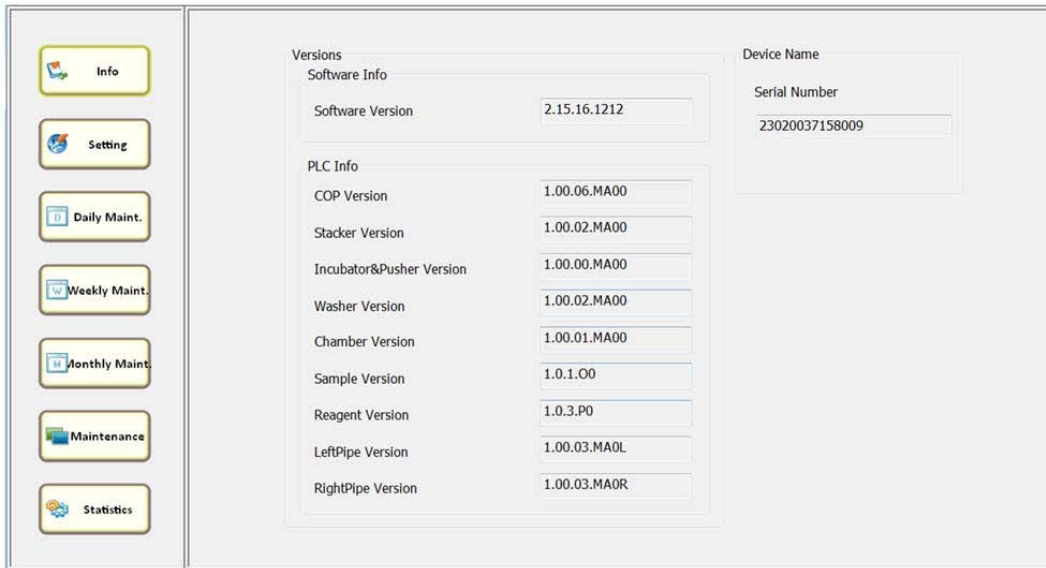 Info
Setting
Daily Maint.
Weekly Maint.
Monthly Maint.
Maintenance
Statistics
Versions
Software Info
Software Version 2.15.16.1212
PLC Info
COP Version 1.00.06.MA00
Stacker Version 1.00.02.MA00
Incubator&Pusher Version 1.00.00.MA00
Washer Version 1.00.02.MA00
Chamber Version 1.00.01.MA00
Sample Version 1.0.1.O0
Reagent Version 1.0.3.P0
LeftPipe Version 1.00.03.MA0L
RightPipe Version 1.00.03.MA0R
Device Name
Serial Number
23020037158009